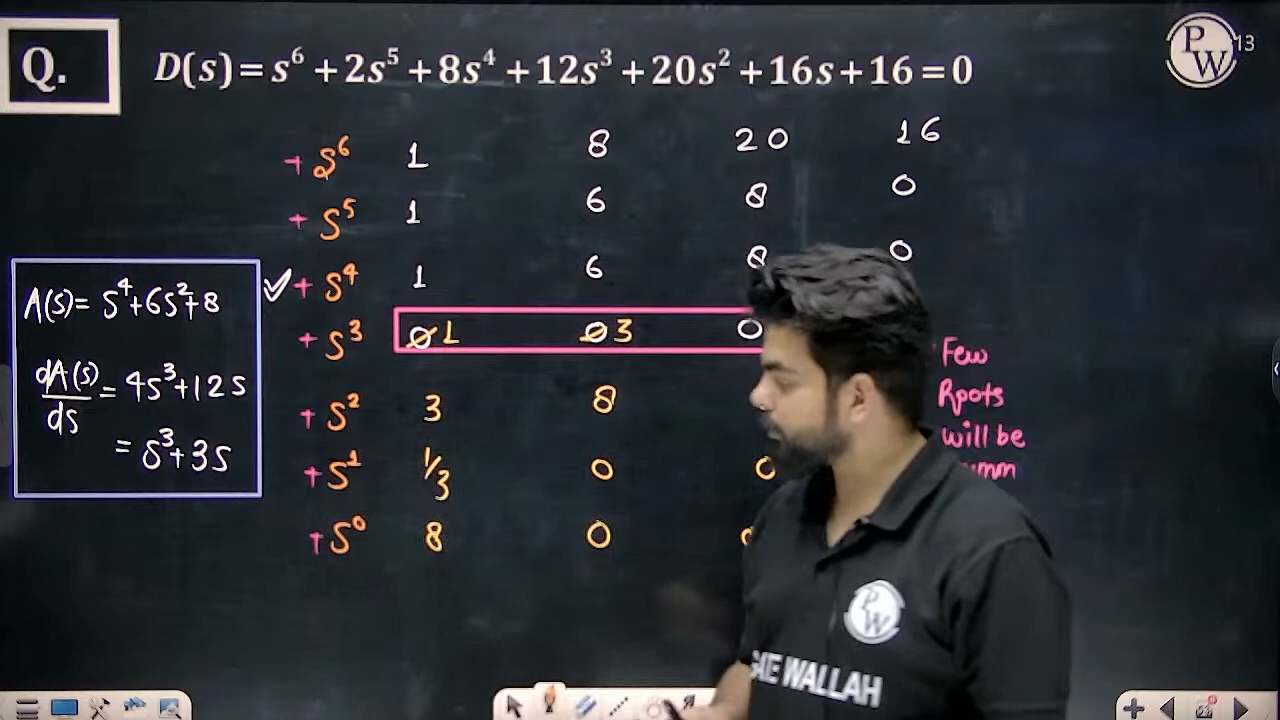 Q.
D(s) = s⁶ + 2s⁵ + 8s⁴ + 12s³ + 20s² + 16s + 16 = 0
PW
13
+ S⁶ 1 8 20 16
+ S⁵ 1 6 8 0
✓ + S⁴ 1 6 8 0
+ S³ 0 1 0 3 0
+ S² 3 8
+ S¹ 1/3 0 0
+ S⁰ 8 0
A(s) = S⁴+6S²+8
dA(s)/ds = 4S³+12S
= S³+3S
Few
Roots
will be
PW
WALLAH